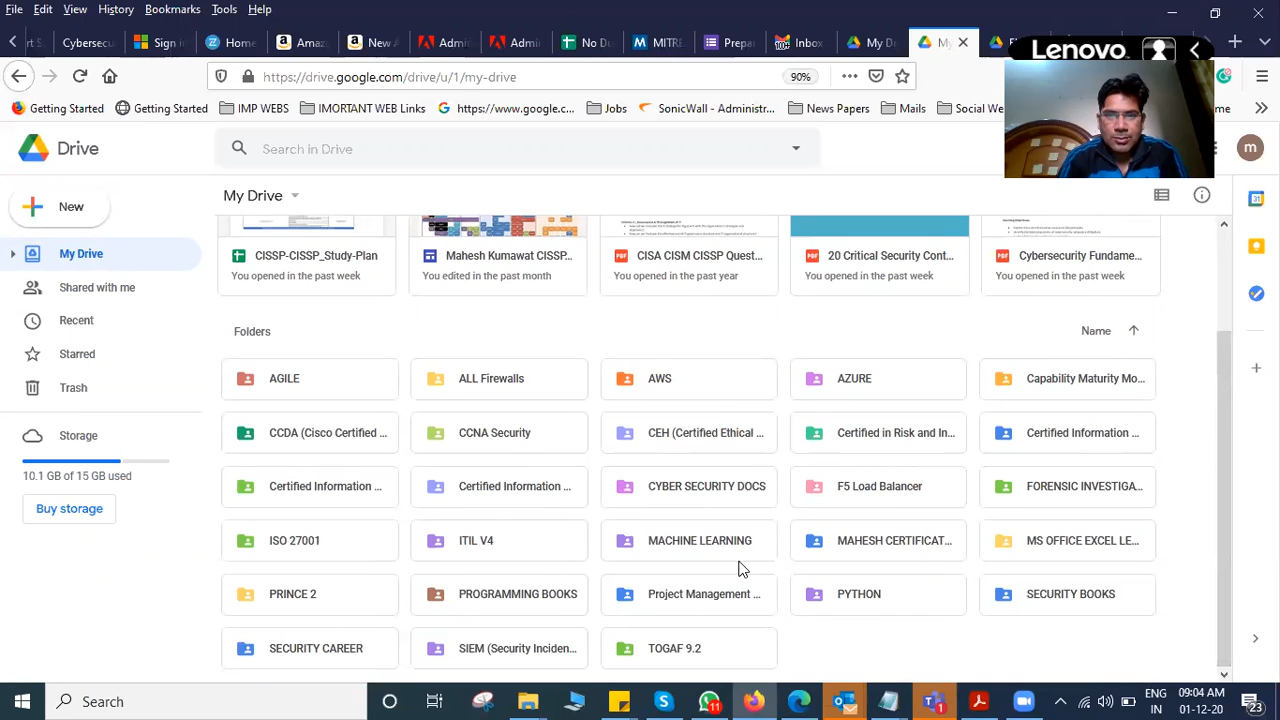 File Edit View History Bookmarks Tools Help
Cybersecu Sign i Home Amazo New A Adm Admin No Du MITRE Prepar Inbox My D My D
Lenovo
https://drive.google.com/drive/u/1/my-drive 90%
Getting Started Getting Started IMP WEBS IMORTANT WEB Links https://www.google.c... Jobs SonicWall - Administr... News Papers Mails Social We
Drive
Search in Drive
m
New
My Drive
My Drive
Shared with me
Recent
Starred
Trash
Storage
10.1 GB of 15 GB used
Buy storage
CISSP-CISSP_Study-Plan Mahesh Kumawat CISSP... CISA CISM CISSP Quest... 20 Critical Security Cont... Cybersecurity Fundame...
You opened in the past week You edited in the past month You opened in the past year You opened in the past week You opened in the past week
Folders Name
AGILE ALL Firewalls AWS AZURE Capability Maturity Mo...
CCDA (Cisco Certified ... CCNA Security CEH (Certified Ethical ... Certified in Risk and In... Certified Information ...
Certified Information ... Certified Information ... CYBER SECURITY DOCS F5 Load Balancer FORENSIC INVESTIGA...
ISO 27001 ITIL V4 MACHINE LEARNING MAHESH CERTIFICAT... MS OFFICE EXCEL LE...
PRINCE 2 PROGRAMMING BOOKS Project Management ... PYTHON SECURITY BOOKS
SECURITY CAREER SIEM (Security Inciden... TOGAF 9.2
Search
11
1
ENG
IN
09:04 AM
01-12-20
23